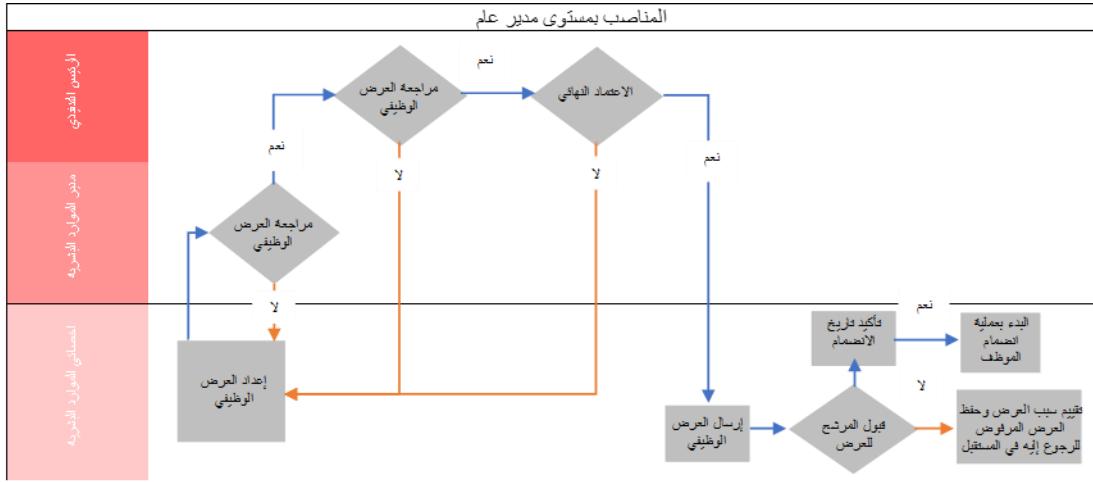 المناصب بمستوى مدير عام
الرئيس التنفيذي
مراجعة العرض
الوظيفي
نعم
الاعتماد النهائي
نعم
لا
لا
نعم
مدير الموارد البشرية
مراجعة العرض
الوظيفي
لا
اخصائي الموارد البشرية
إعداد العرض
الوظيفي
إرسال العرض
الوظيفي
قبول المرشح
للعرض
تأكيد تاريخ
الانضمام
نعم
البدء بعملية
انضمام
الموظف
لا
تقييم سبب العرض وحفظ
العرض المرفوض
للرجوع إليه في المستقبل